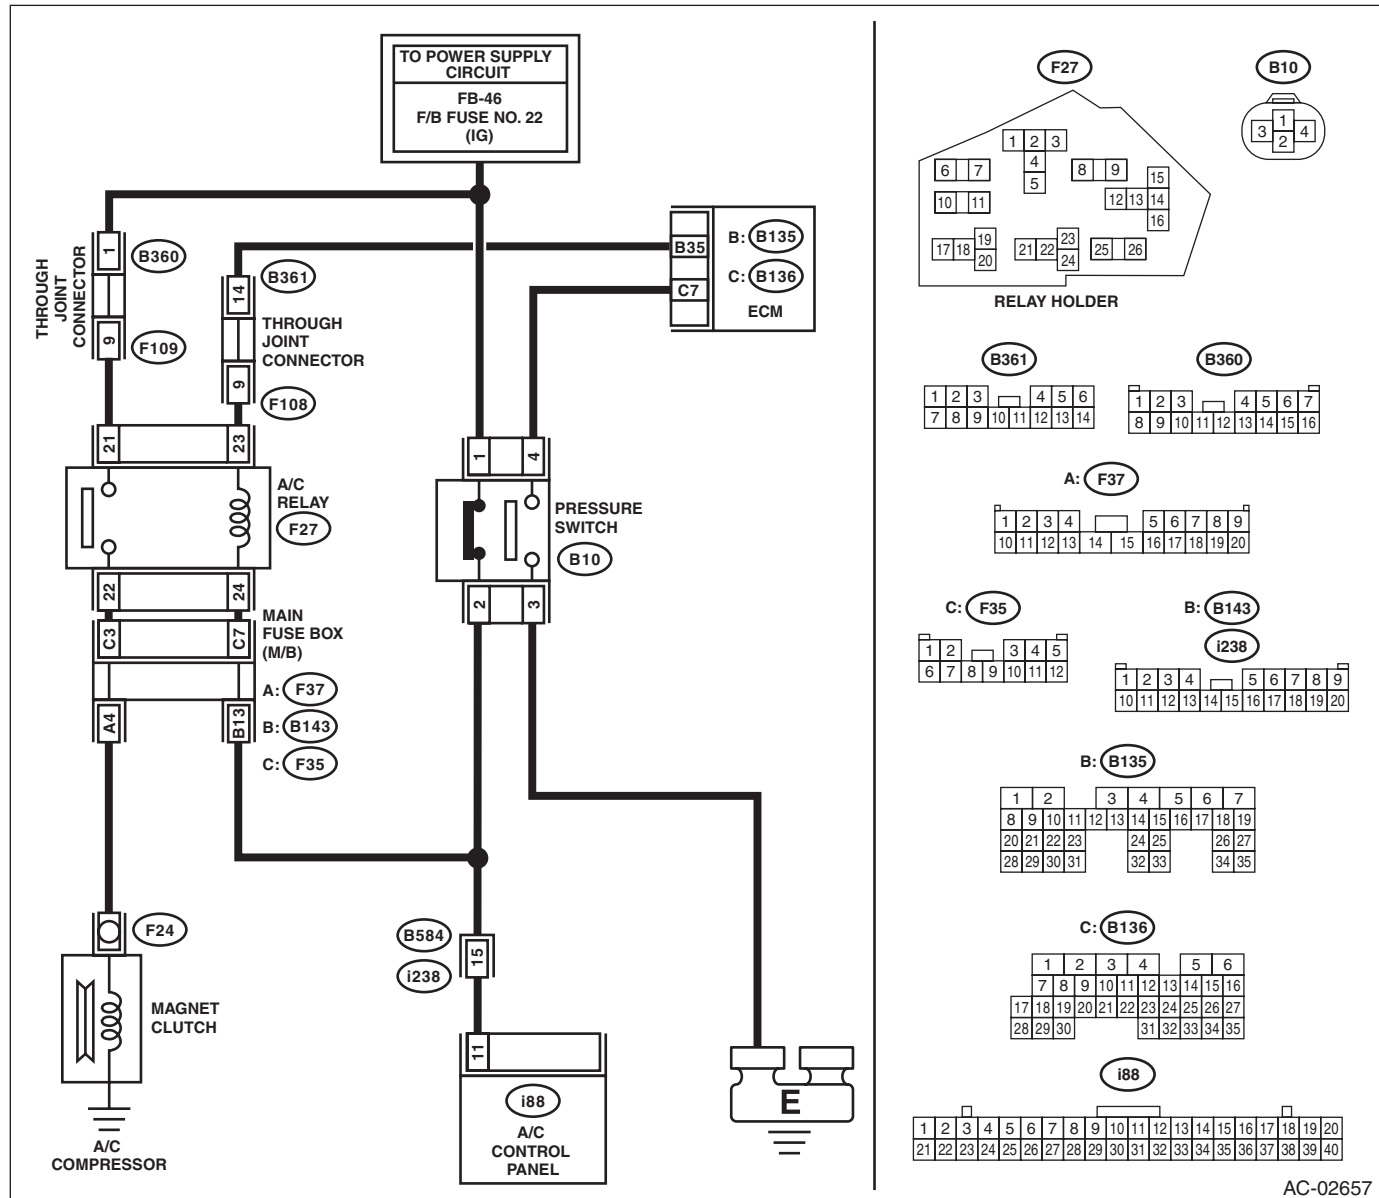 TO POWER SUPPLY
CIRCUIT
FB-46
F/B FUSE NO. 22
(IG)
1
B360
THROUGH
JOINT
CONNECTOR
9
F109
14
B361
THROUGH
JOINT
CONNECTOR
9
F108
B35
B: B135
C: B136
C7
ECM
21
23
A/C
RELAY
F27
22
24
C3
C7
MAIN
FUSE BOX
(M/B)
A: F37
B: B143
C: F35
A4
B13
1
4
PRESSURE
SWITCH
B10
2
3
F24
MAGNET
CLUTCH
A/C
COMPRESSOR
B584
i238
15
11
i88
A/C
CONTROL
PANEL
E
F27
1 2 3
4
5
6 7
8 9
10 11
15
12 13 14
16
17 18 19
20
21 22 23
24
25 26
RELAY HOLDER
B10
1
3 4
2
B361
1 2 3 4 5 6
7 8 9 10 11 12 13 14
B360
1 2 3 4 5 6 7
8 9 10 11 12 13 14 15 16
A: F37
1 2 3 4 5 6 7 8 9
10 11 12 13 14 15 16 17 18 19 20
C: F35
1 2 3 4 5
6 7 8 9 10 11 12
B: B143
i238
1 2 3 4 5 6 7 8 9
10 11 12 13 14 15 16 17 18 19 20
B: B135
1 2 3 4 5 6 7
8 9 10 11 12 13 14 15 16 17 18 19
20 21 22 23 24 25 26 27
28 29 30 31 32 33 34 35
C: B136
1 2 3 4 5 6
7 8 9 10 11 12 13 14 15 16
17 18 19 20 21 22 23 24 25 26 27
28 29 30 31 32 33 34 35
i88
1 2 3 4 5 6 7 8 9 10 11 12 13 14 15 16 17 18 19 20
21 22 23 24 25 26 27 28 29 30 31 32 33 34 35 36 37 38 39 40
AC-02657